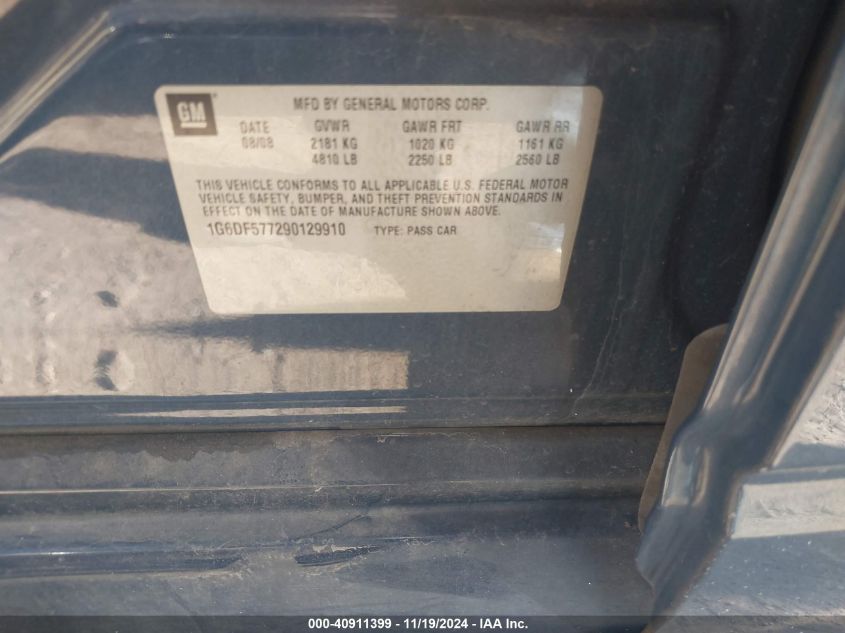 GM
MFD BY GENERAL MOTORS CORP.
DATE GVWR GAWR FRT GAWR RR
08/08 2181 KG 1020 KG 1161 KG
4810 LB 2250 LB 2560 LB
THIS VEHICLE CONFORMS TO ALL APPLICABLE U.S. FEDERAL MOTOR
VEHICLE SAFETY, BUMPER, AND THEFT PREVENTION STANDARDS IN
EFFECT ON THE DATE OF MANUFACTURE SHOWN ABOVE.
1G6DF577290129910 TYPE: PASS CAR
000-40911399 - 11/19/2024 - IAA Inc.